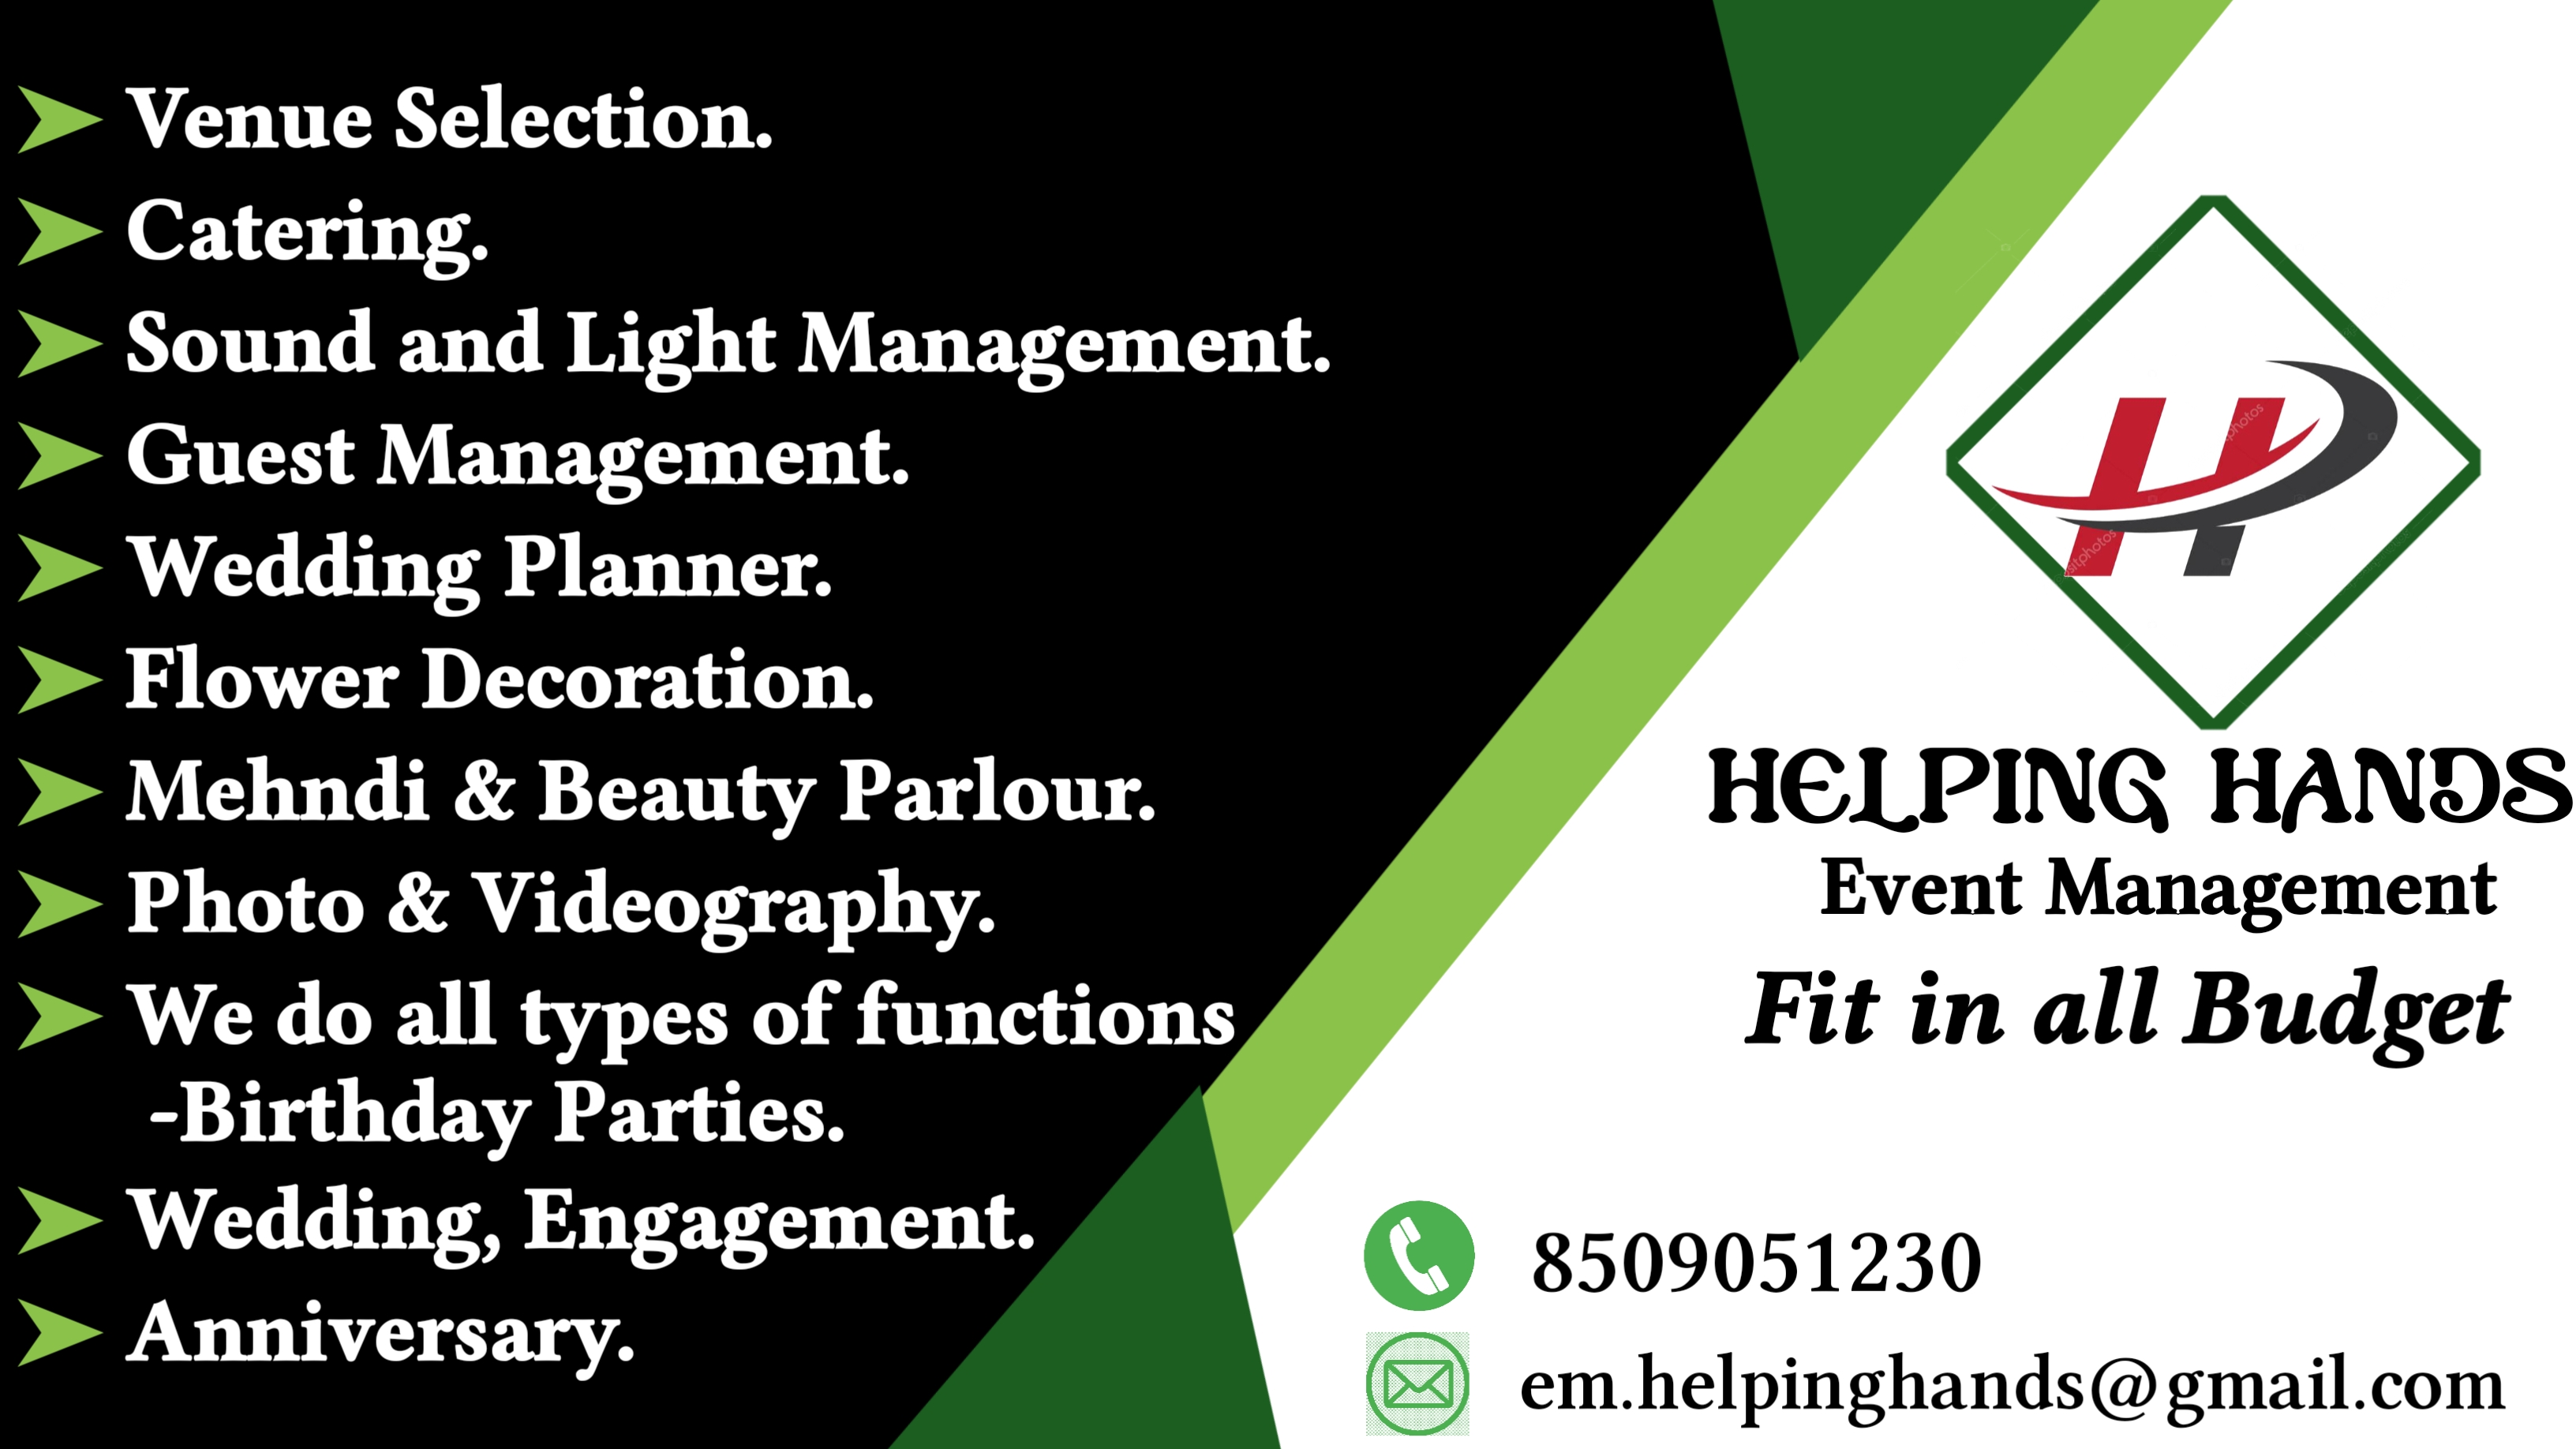 Venue Selection.
Catering.
Sound and Light Management.
Guest Management.
Wedding Planner.
Flower Decoration.
Mehndi & Beauty Parlour.
Photo & Videography.
We do all types of functions
-Birthday Parties.
Wedding, Engagement.
Anniversary.
HELPING HANDS
Event Management
Fit in all Budget
8509051230
em.helpinghands@gmail.com